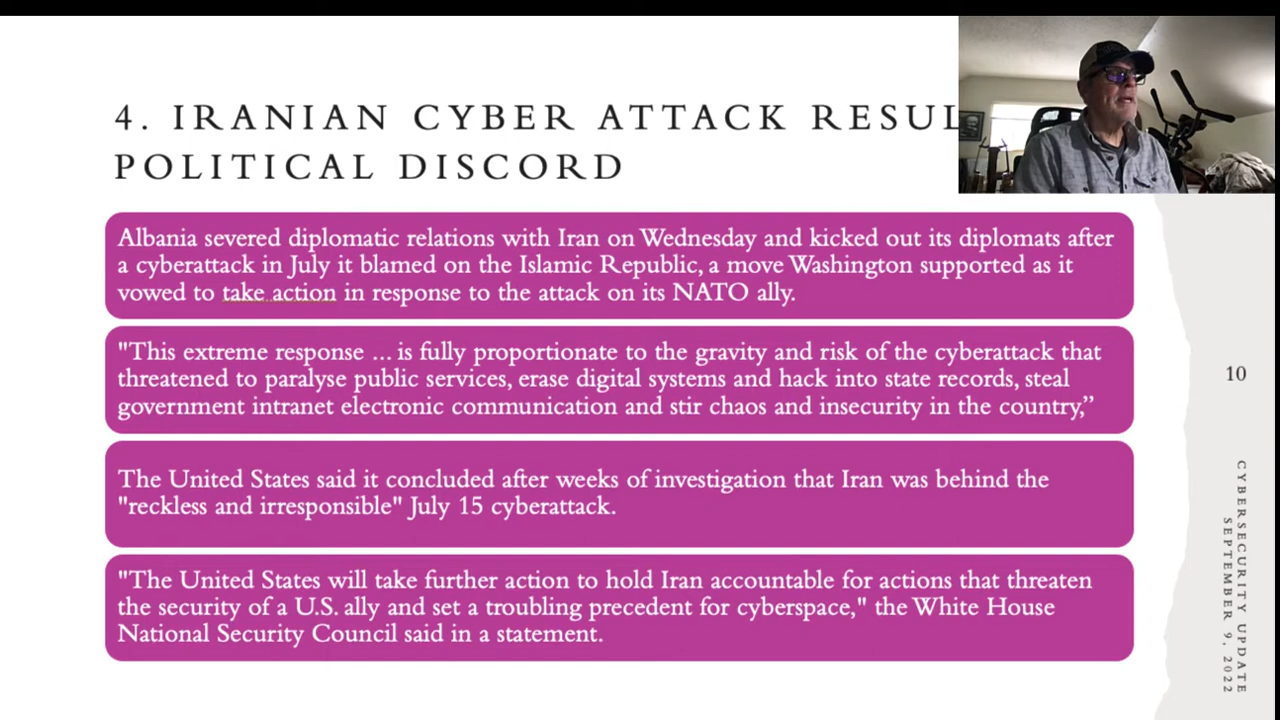 4. IRANIAN CYBER ATTACK
POLITICAL DISCORD
Albania severed diplomatic relations with Iran on Wednesday and kicked out its diplomats after
a cyberattack in July it blamed on the Islamic Republic, a move Washington supported as it
vowed to take action in response to the attack on its NATO ally.
"This extreme response ... is fully proportionate to the gravity and risk of the cyberattack that
threatened to paralyse public services, erase digital systems and hack into state records, steal
government intranet electronic communication and stir chaos and insecurity in the country,”
The United States said it concluded after weeks of investigation that Iran was behind the
"reckless and irresponsible" July 15 cyberattack.
"The United States will take further action to hold Iran accountable for actions that threaten
the security of a U.S. ally and set a troubling precedent for cyberspace," the White House
National Security Council said in a statement.
10
CYBERSECURITY UPDATE
SEPTEMBER 9, 2022